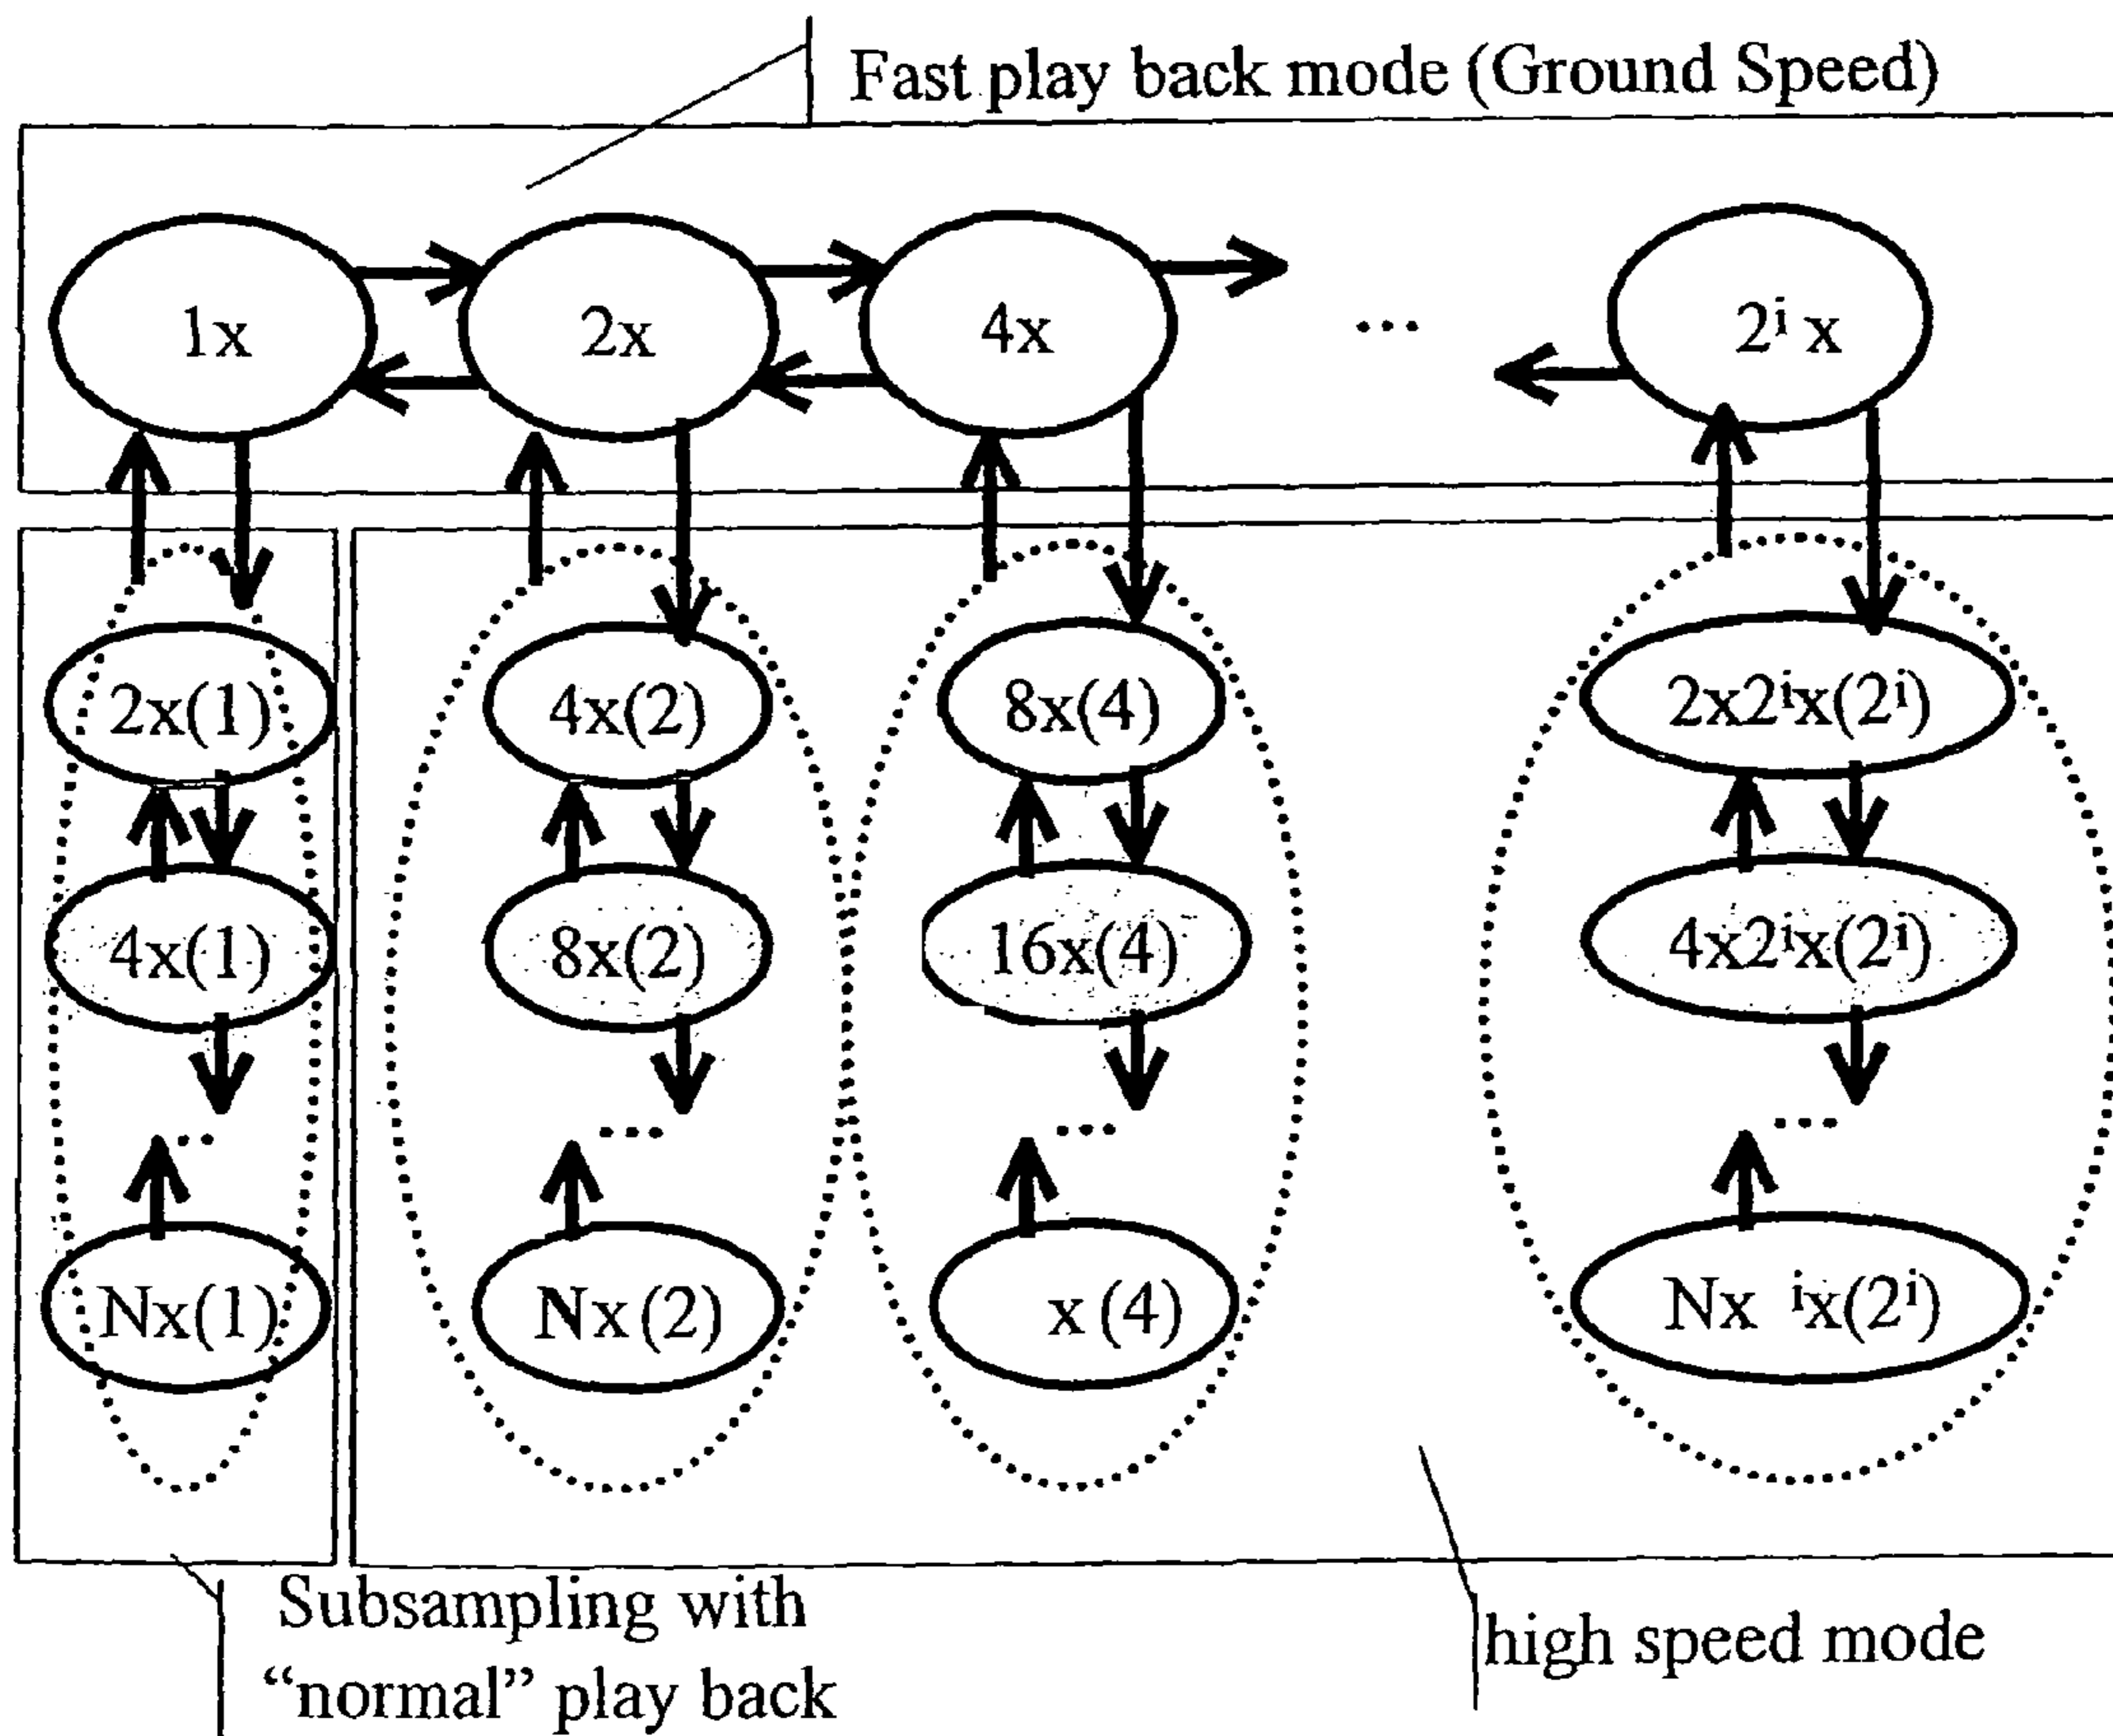 Fast play back mode (Ground Speed)
1x 2x 4x ... 2ⁱ x
2x(1) 4x(2) 8x(4) 2x2ⁱx(2ⁱ)
4x(1) 8x(2) 16x(4) 4x2ⁱx(2ⁱ)
... ... ... ...
Nx(1) Nx(2) x (4) Nx ⁱx(2ⁱ)
Subsampling with
“normal” play back
high speed mode